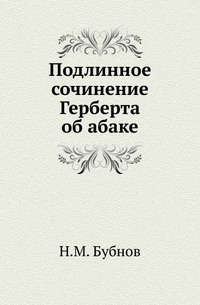 Подлинное
сочинение
Герберта
об абаке
Н.М. Бубнов